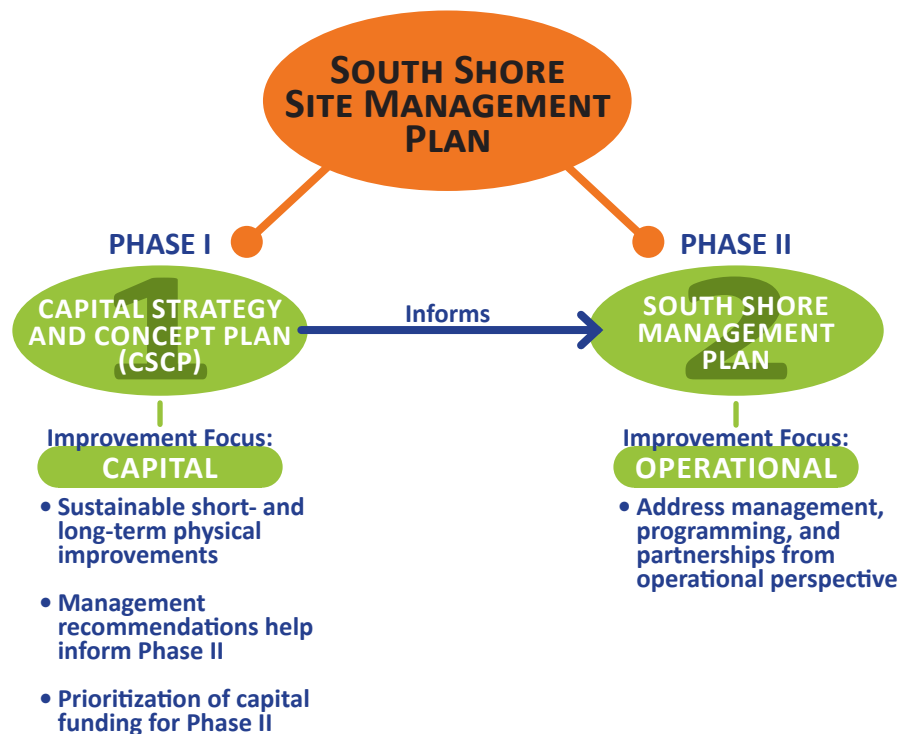 SOUTH SHORE
SITE MANAGEMENT
PLAN
PHASE I
1
CAPITAL STRATEGY
AND CONCEPT PLAN
(CSCP)
Informs
PHASE II
2
SOUTH SHORE
MANAGEMENT
PLAN
Improvement Focus:
CAPITAL
• Sustainable short- and
long-term physical
improvements
• Management
recommendations help
inform Phase II
• Prioritization of capital
funding for Phase II
Improvement Focus:
OPERATIONAL
• Address management,
programming, and
partnerships from
operational perspective